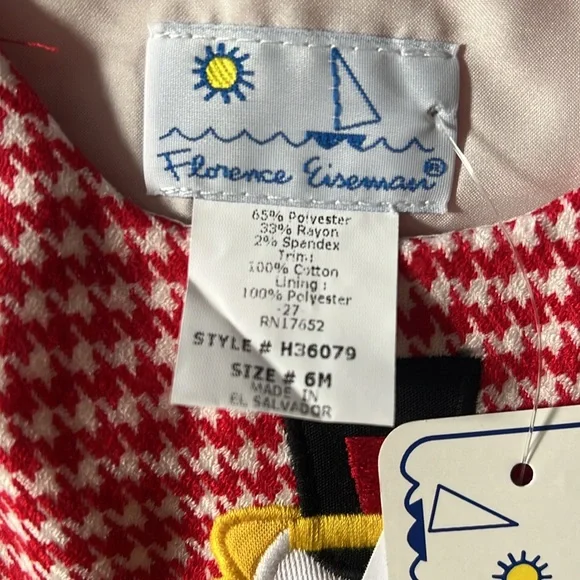 Florence Eiseman®
65% Polyester
33% Rayon
2% Spandex
Trim:
100% Cotton
Lining:
100% Polyester
-27
RN17652
STYLE # H36079
SIZE # 6M
MADE IN
EL SALVADOR